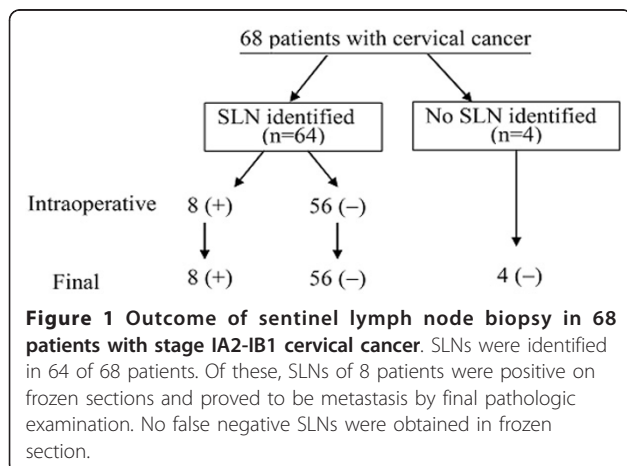 68 patients with cervical cancer
SLN identified
(n=64)
No SLN identified
(n=4)
Intraoperative 8 (+) 56 (−)
Final 8 (+) 56 (−) 4 (−)
Figure 1 Outcome of sentinel lymph node biopsy in 68
patients with stage IA2-IB1 cervical cancer. SLNs were identified
in 64 of 68 patients. Of these, SLNs of 8 patients were positive on
frozen sections and proved to be metastasis by final pathologic
examination. No false negative SLNs were obtained in frozen
section.